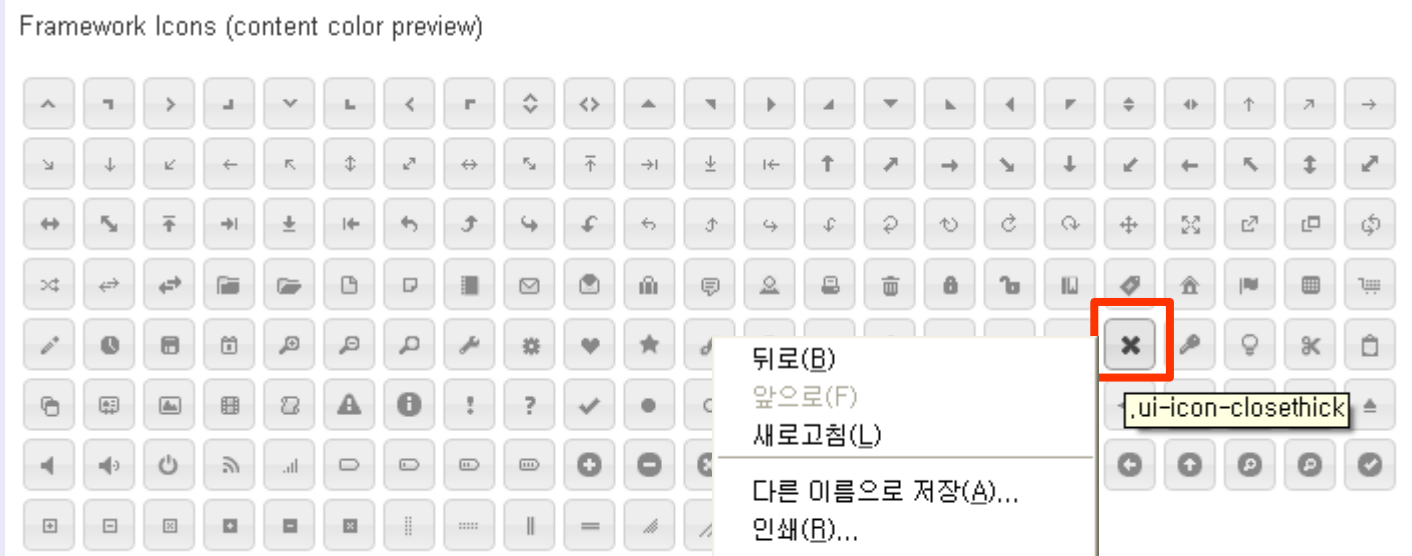 Framework Icons (content color preview)
뒤로(B)
앞으로(F)
새로고침(L)
.ui-icon-closethick
다른 이름으로 저장(A)...
인쇄(R)...